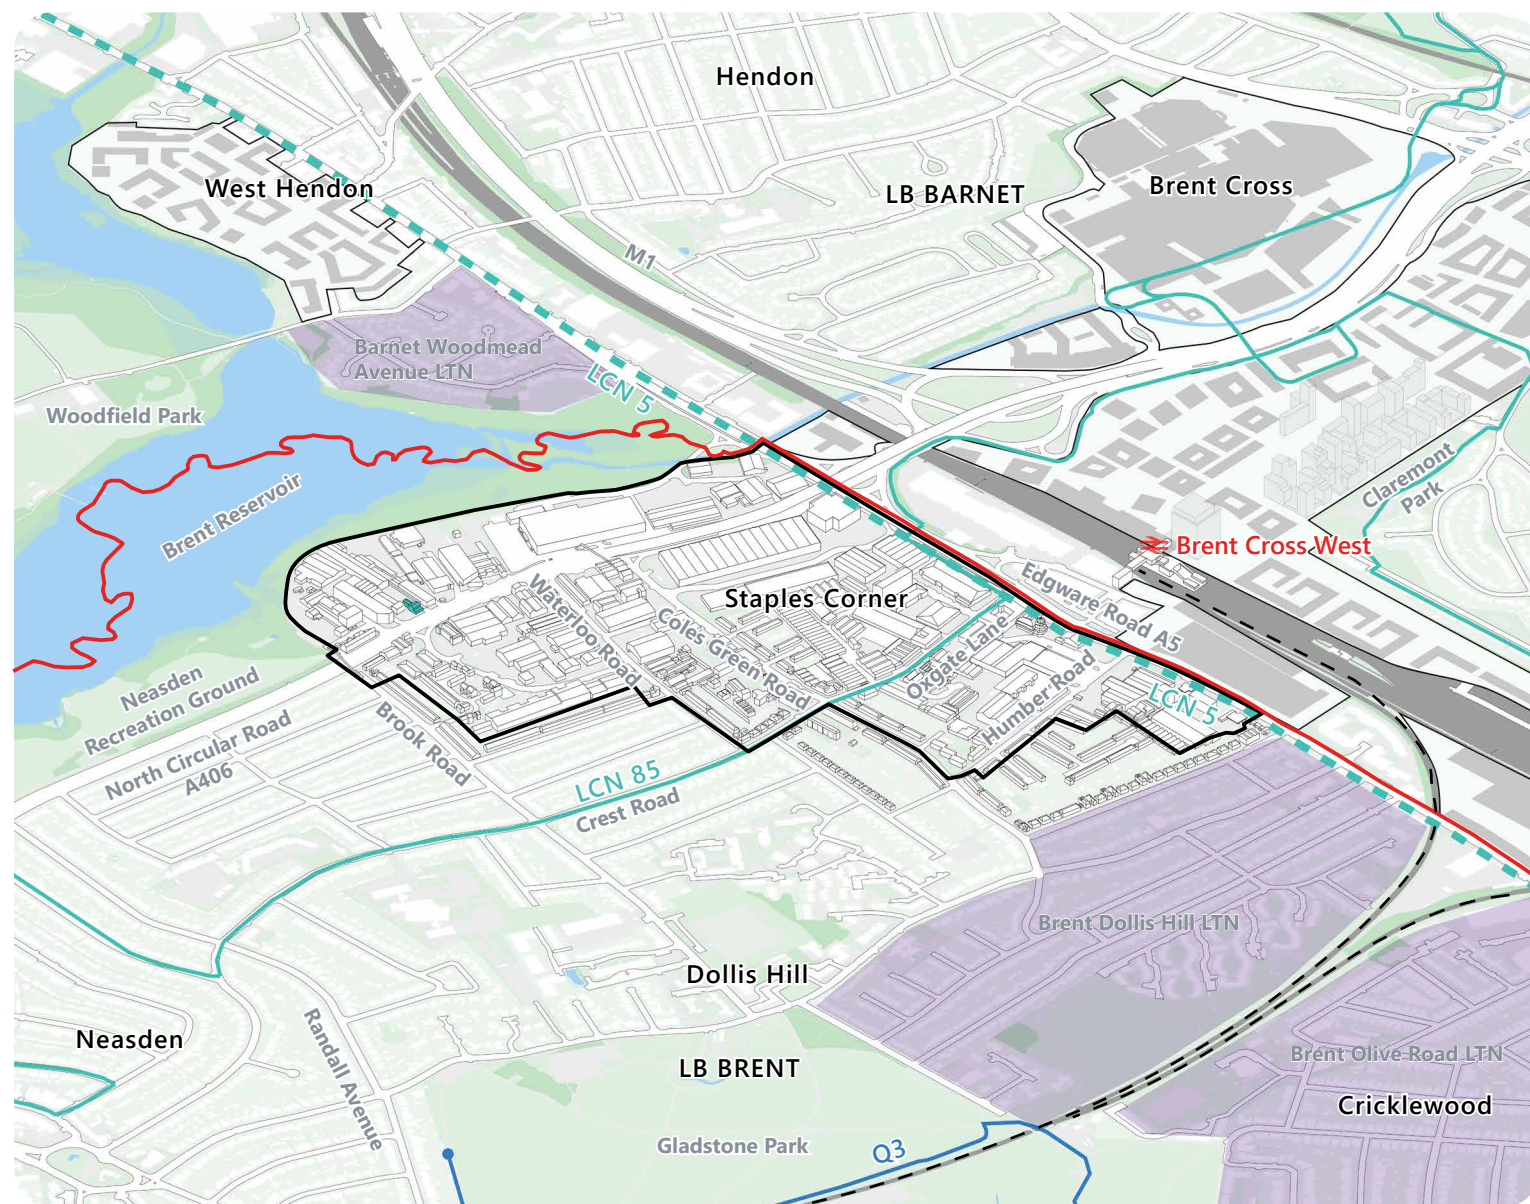 Hendon
West Hendon
LB BARNET
Brent Cross
M1
Barnet Woodmead
Avenue LTN
LCN 5
Woodfield Park
Brent Reservoir
Claremont
Park
Brent Cross West
Edgware Road A5
Staples Corner
Waterloo Road
Coles Green Road
Oxgate Lane
Humber Road
LCN 5
Neasden
Recreation Ground
North Circular Road
A406
Brook Road
LCN 85
Crest Road
Brent Dollis Hill LTN
Dollis Hill
Neasden
Randall Avenue
LB BRENT
Brent Olive Road LTN
Cricklewood
Gladstone Park
Q3